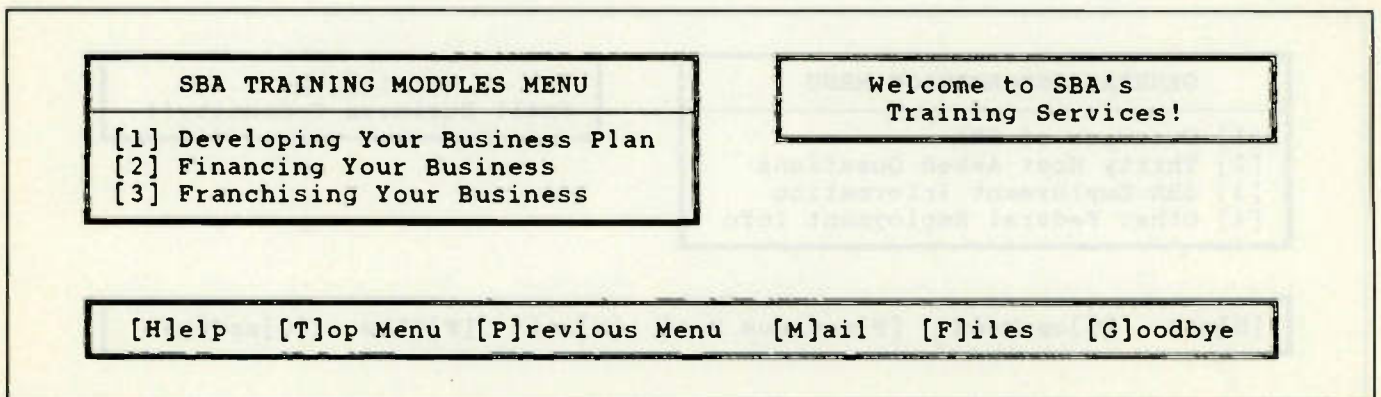 SBA TRAINING MODULES MENU
[1] Developing Your Business Plan
[2] Financing Your Business
[3] Franchising Your Business
Welcome to SBA's
Training Services!
[H]elp [T]op Menu [P]revious Menu [M]ail [F]iles [G]oodbye